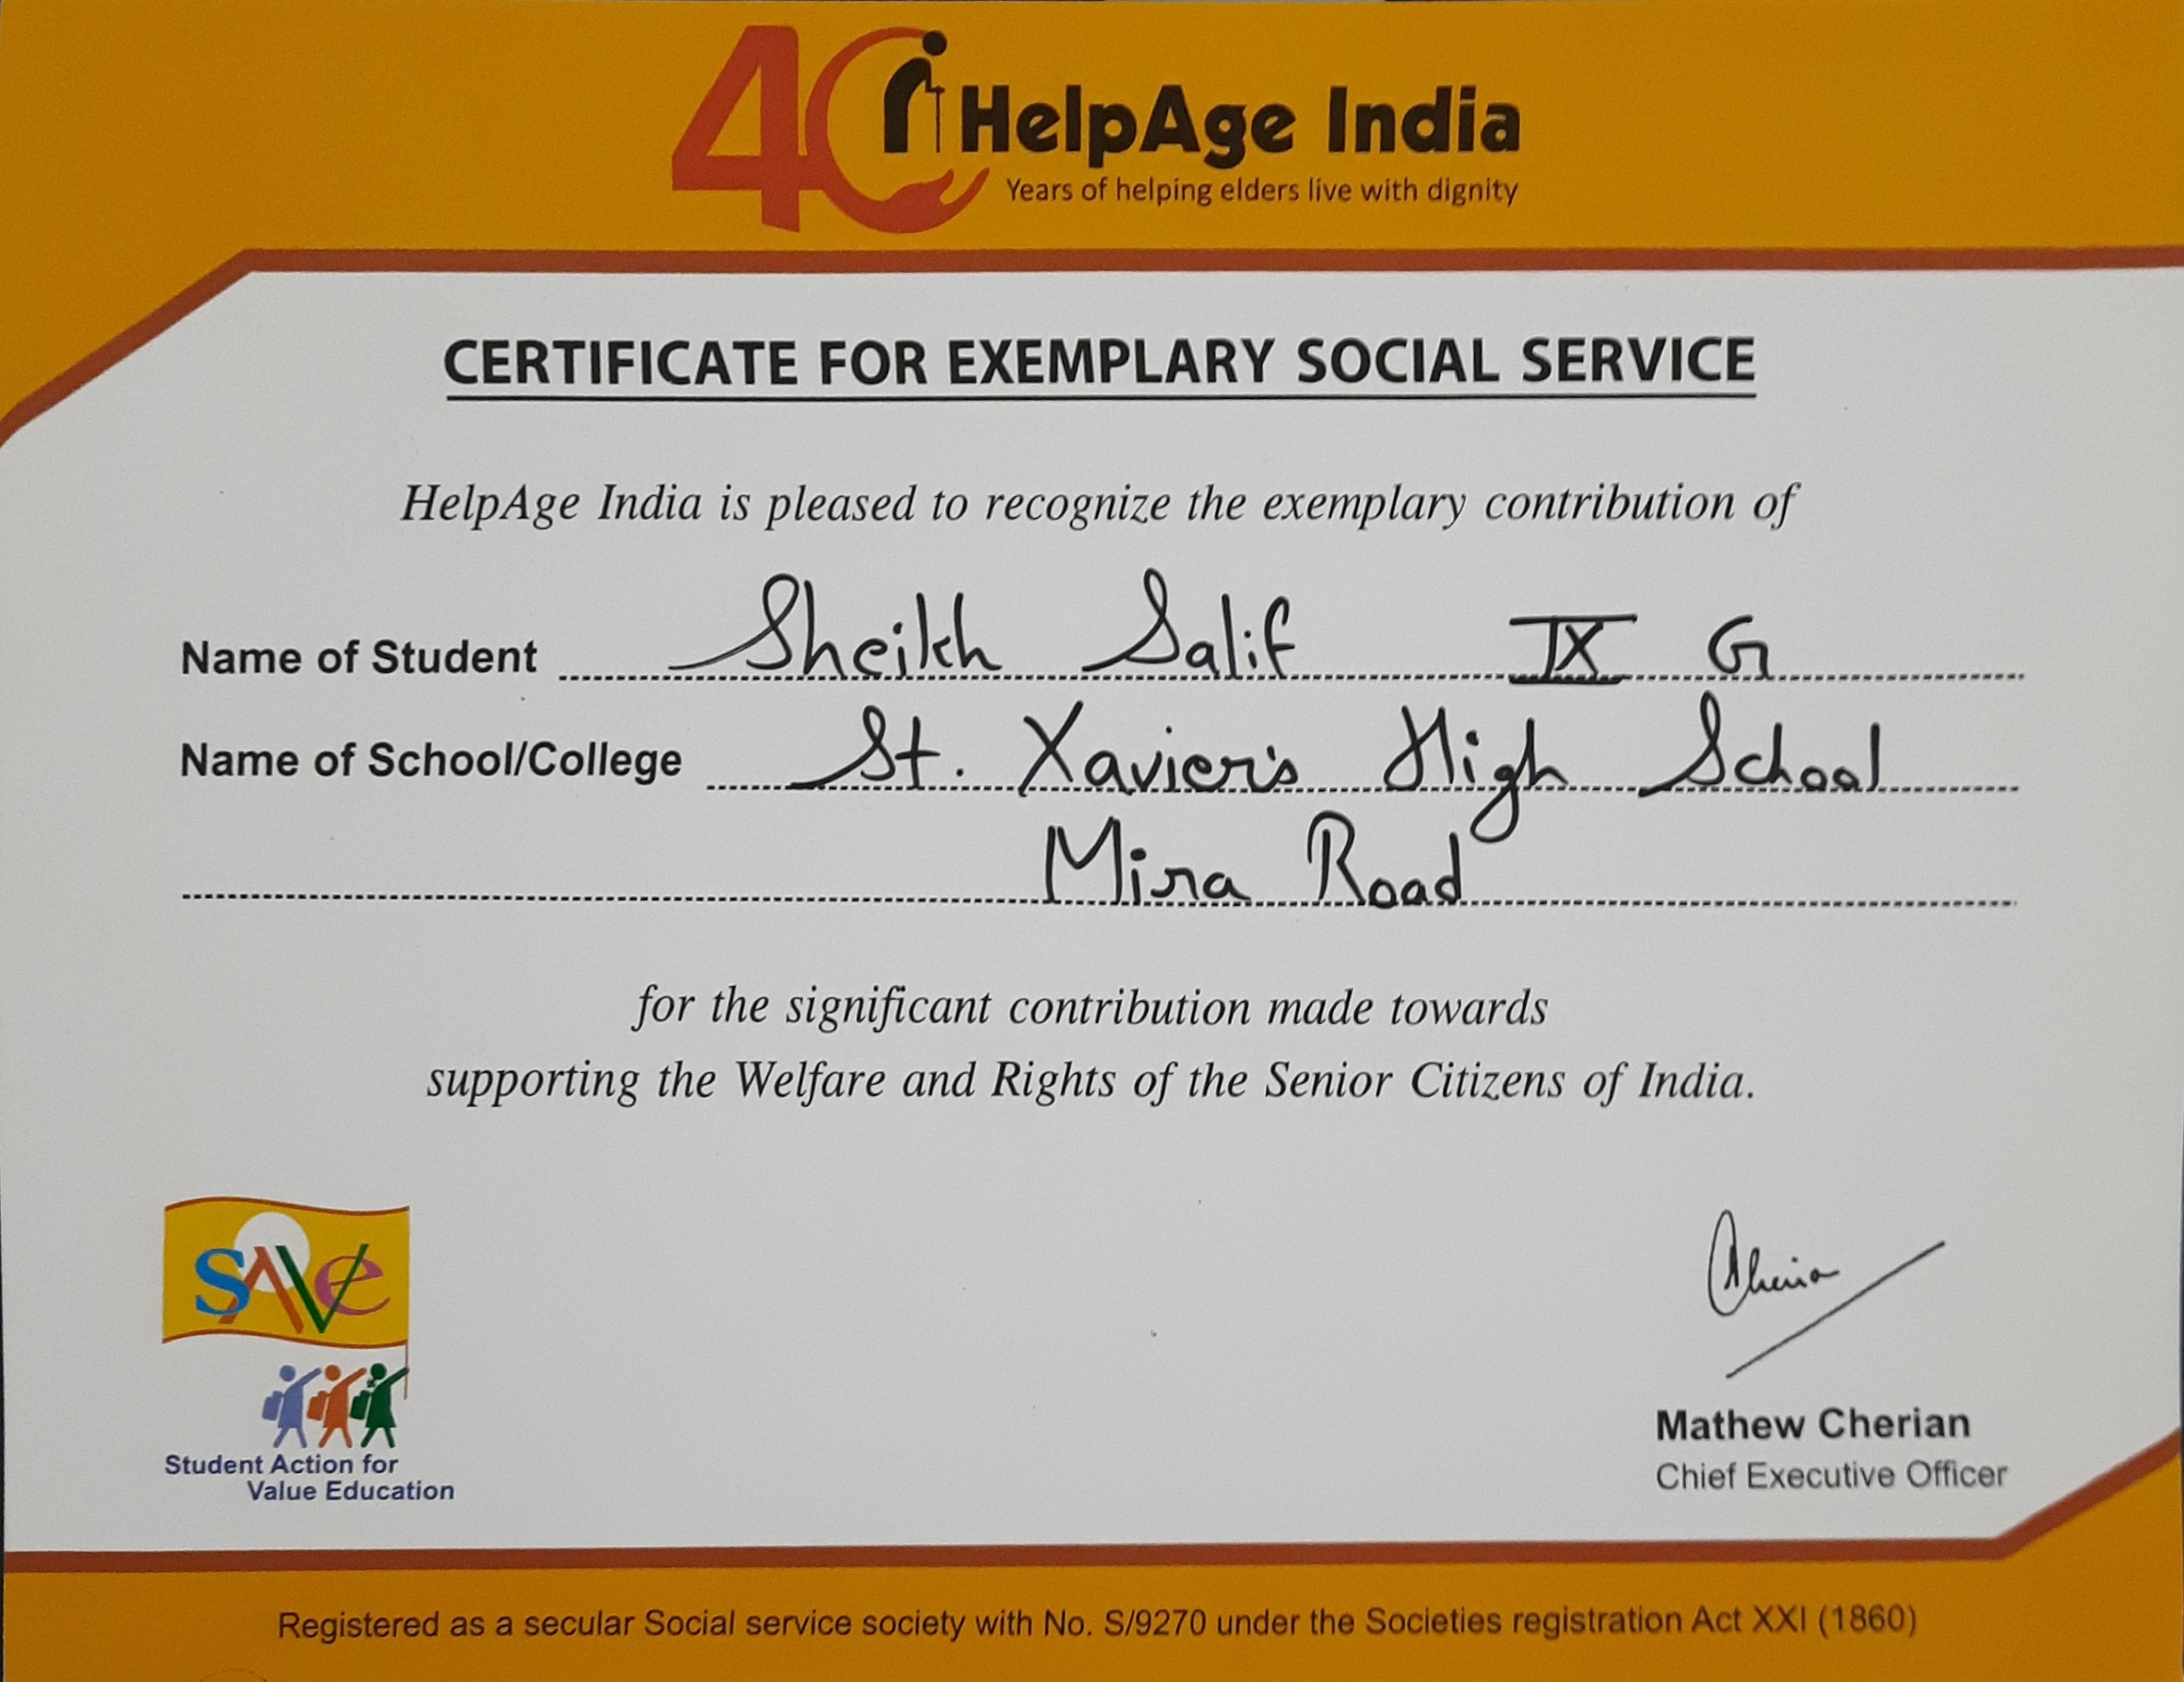 40 HelpAge India
Years of helping elders live with dignity
CERTIFICATE FOR EXEMPLARY SOCIAL SERVICE
HelpAge India is pleased to recognize the exemplary contribution of
Name of Student Sheikh Salif IX G
Name of School/College St. Xavier's High School
Mira Road
for the significant contribution made towards
supporting the Welfare and Rights of the Senior Citizens of India.
SAVe
Student Action for
Value Education
Cherian
Mathew Cherian
Chief Executive Officer
Registered as a secular Social service society with No. S/9270 under the Societies registration Act XXI (1860)